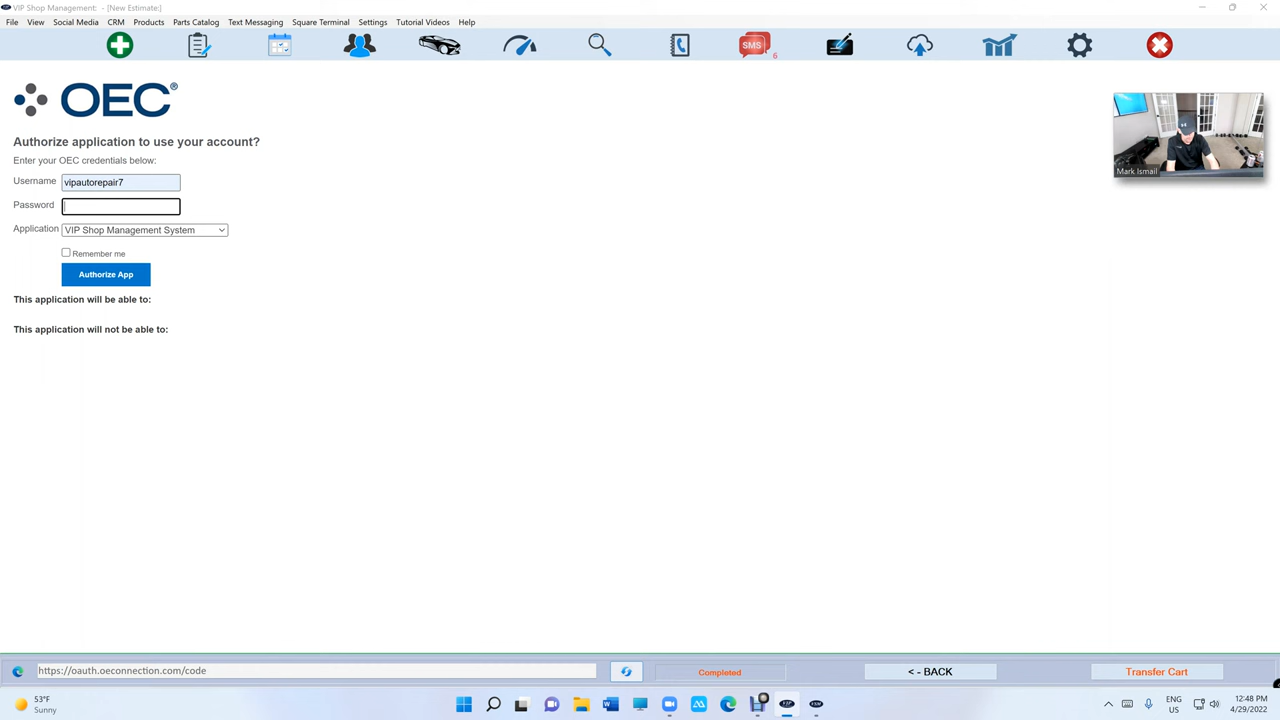 VIP Shop Management: - [New Estimate:]
File View Social Media CRM Products Parts Catalog Text Messaging Square Terminal Settings Tutorial Videos Help
SMS
6
OEC®
Authorize application to use your account?
Enter your OEC credentials below:
Username vipautorepair7
Password
Application VIP Shop Management System
Remember me
Authorize App
This application will be able to:
This application will not be able to:
Mark Ismail
https://oauth.oeconnection.com/code
Completed
< - BACK
Transfer Cart
53°F
Sunny
VIP
VSM
ENG
US
12:48 PM
4/29/2022